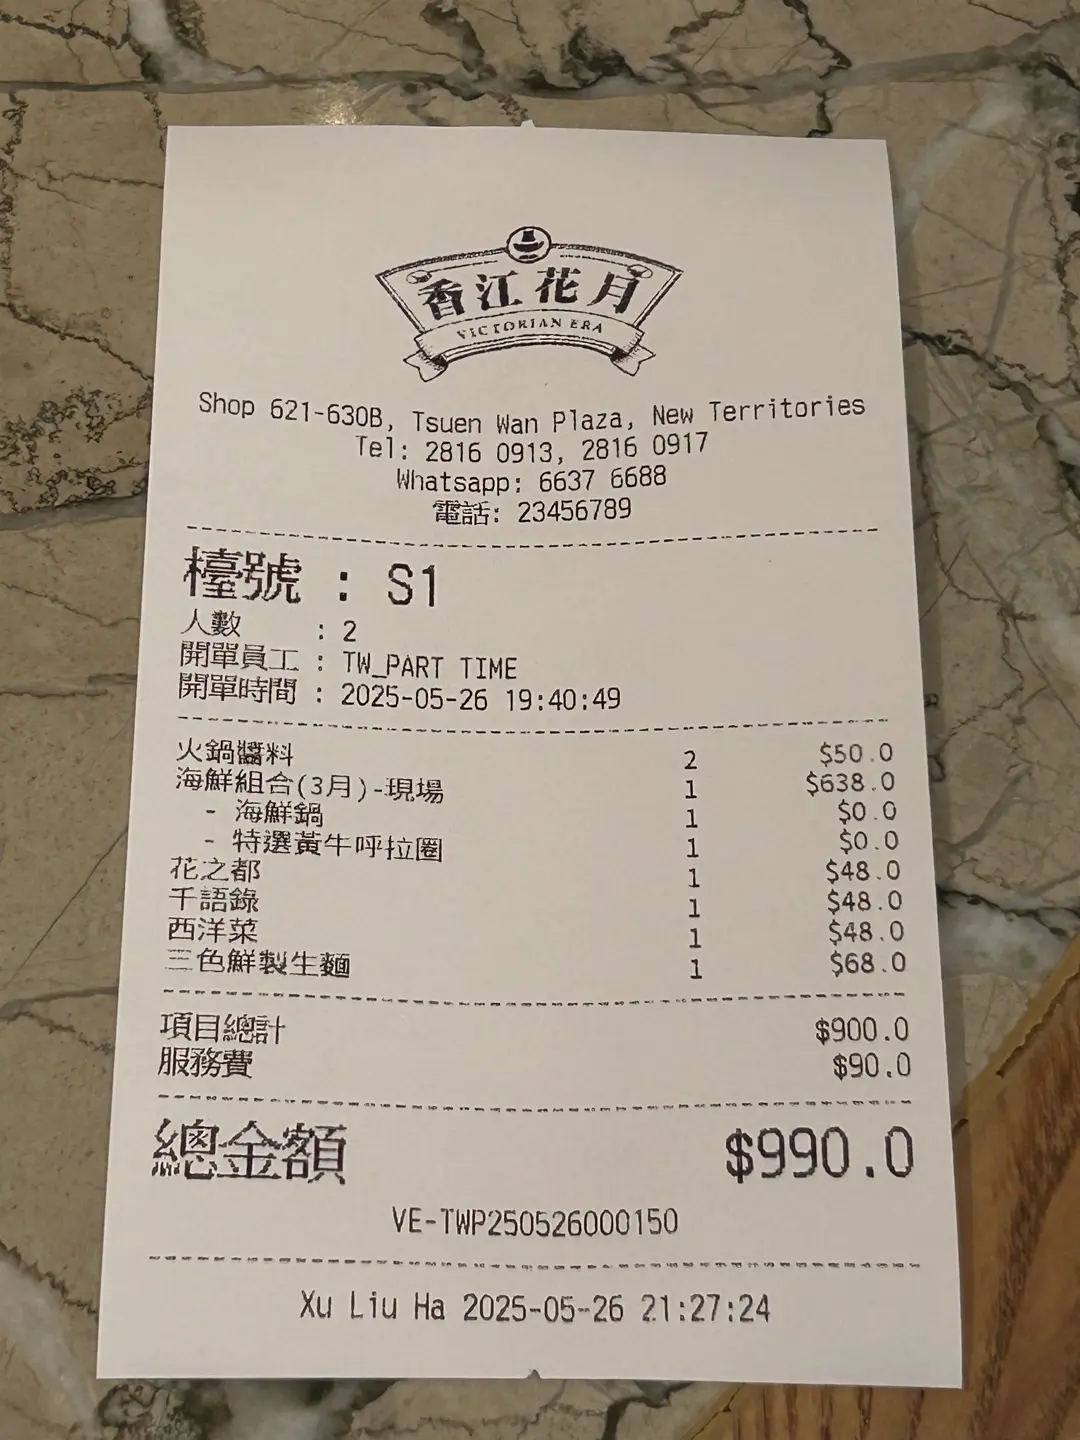 香江花月
VICTORIAN ERA
Shop 621-630B, Tsuen Wan Plaza, New Territories
Tel: 2816 0913, 2816 0917
Whatsapp: 6637 6688
電話: 23456789
檯號 : S1
人數 : 2
開單員工 : TW_PART TIME
開單時間 : 2025-05-26 19:40:49
火鍋醬料 2 $50.0
海鮮組合(3月)-現場 1 $638.0
- 海鮮鍋 1 $0.0
- 特選黃牛呼拉圈 1 $0.0
花之都 1 $48.0
千語錄 1 $48.0
西洋菜 1 $48.0
三色鮮製生麵 1 $68.0
項目總計 $900.0
服務費 $90.0
總金額 $990.0
VE-TWP250526000150
Xu Liu Ha 2025-05-26 21:27:24